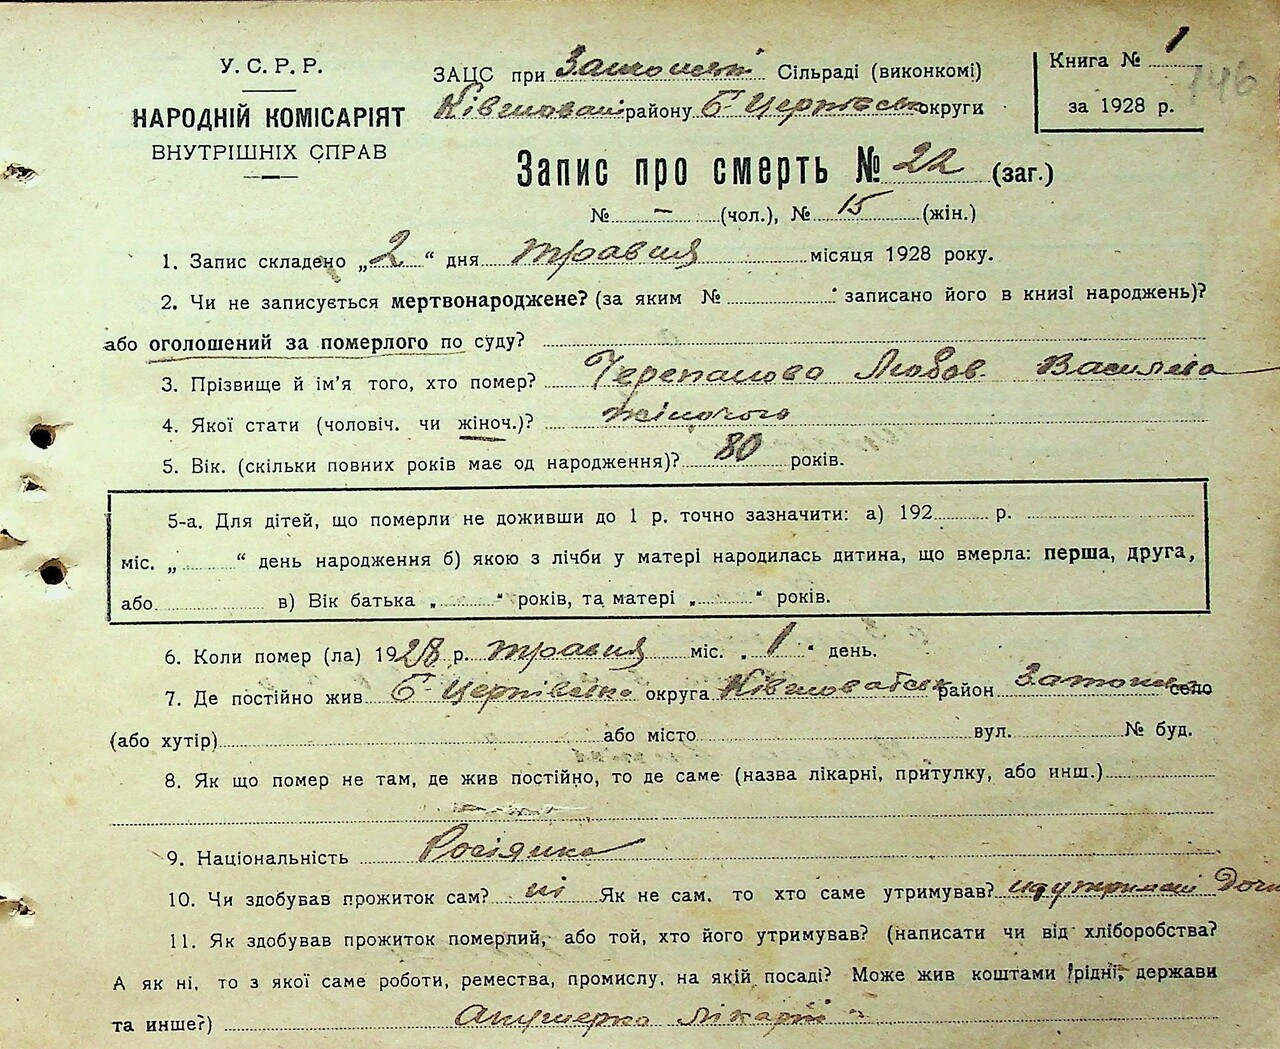 У. С. Р. Р.
НАРОДНІЙ КОМІСАРІЯТ
ВНУТРІШНІХ СПРАВ
ЗАЦС при Сільраді (виконкомі)
району Б-Церківськ округи
Книга № 1
146
за 1928 р.
Запис про смерть № 22 (заг.)
№ – (чол.), № 15 (жін.)
1. Запис складено „2“ дня травня місяця 1928 року.
2. Чи не записується мертвонароджене? (за яким № записано його в книзі народжень)?
або оголошений за померлого по суду?
3. Прізвище й ім'я того, хто помер? Черепанова Любов Василівна
4. Якої стати (чоловіч. чи жіноч.)? жіночого
5. Вік. (скільки повних років має од народження)? 80 років.
5-а. Для дітей, що померли не доживши до 1 р. точно зазначити: а) 192 р.
міс. „ “ день народження б) якою з лічби у матері народилась дитина, що вмерла: перша, друга,
або в) Вік батька „ “ років, та матері „ “ років.
6. Коли помер (ла) 1928 р. травня міс. „1“ день.
7. Де постійно жив Б-Церківська округа район село
(або хутір) або місто вул. № буд.
8. Як що помер не там, де жив постійно, то де саме (назва лікарні, притулку, або инш.)
9. Національність Росіянка
10. Чи здобував прожиток сам? ні Як не сам. то хто саме утримував?
11. Як здобував прожиток померлий, або той, хто його утримував? (написати чи від хліборобства?
А як ні, то з якої саме роботи, ремества, промислу, на якій посаді? Може жив коштами рідні, держави
та инше?) Акушерка лікарні